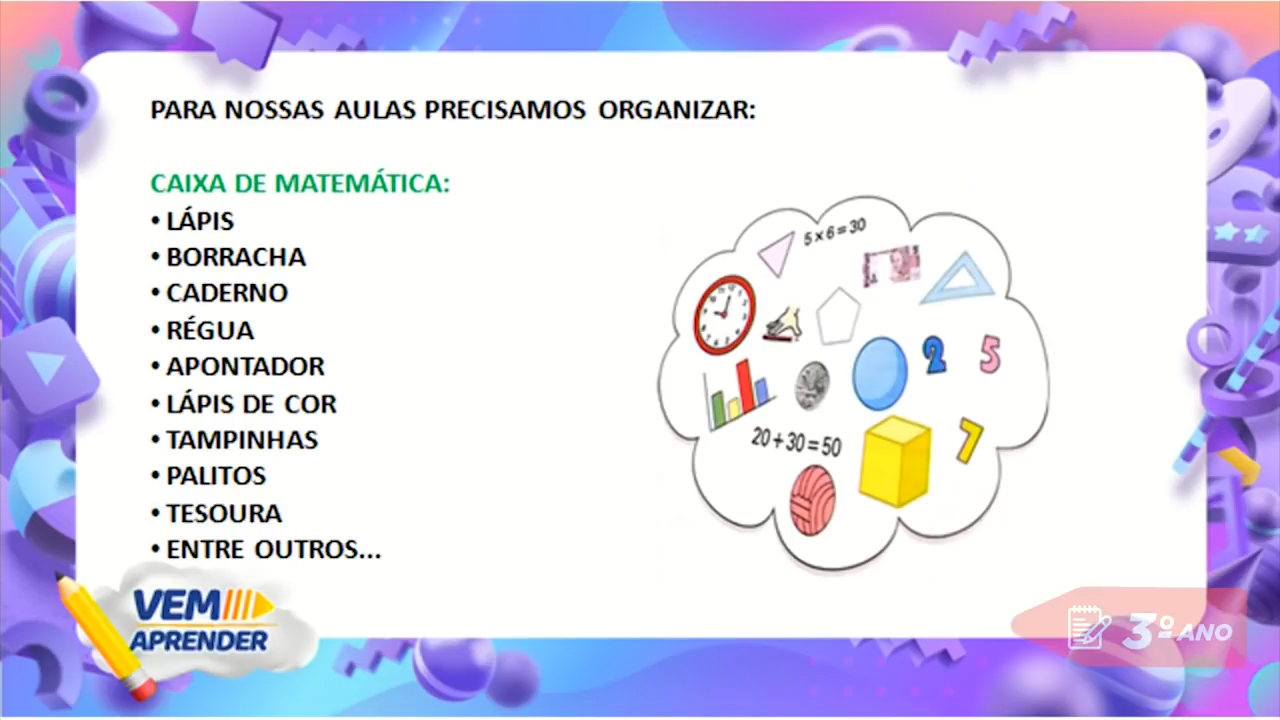 PARA NOSSAS AULAS PRECISAMOS ORGANIZAR:
CAIXA DE MATEMÁTICA:
• LÁPIS
• BORRACHA
• CADERNO
• RÉGUA
• APONTADOR
• LÁPIS DE COR
• TAMPINHAS
• PALITOS
• TESOURA
• ENTRE OUTROS...
5 x 6 = 30
2 5
20 + 30 = 50
7
VEM
APRENDER
3º ANO